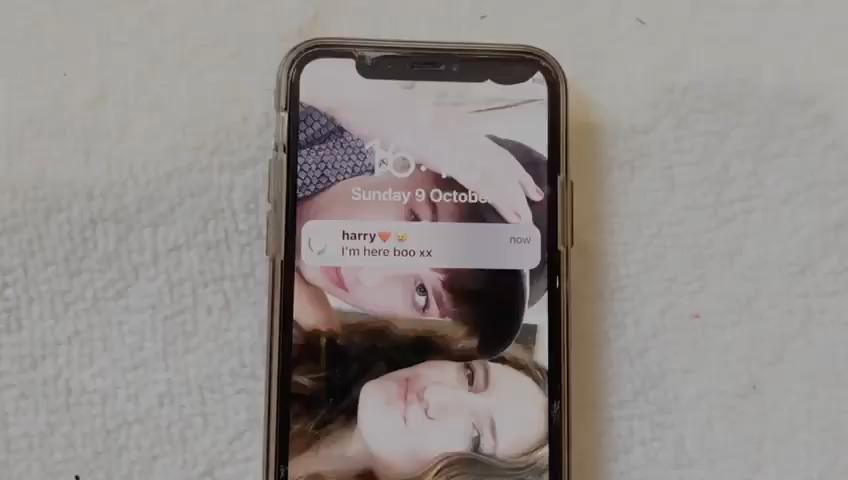 Sunday 9 October
harry❤️😂 now
I'm here boo xx